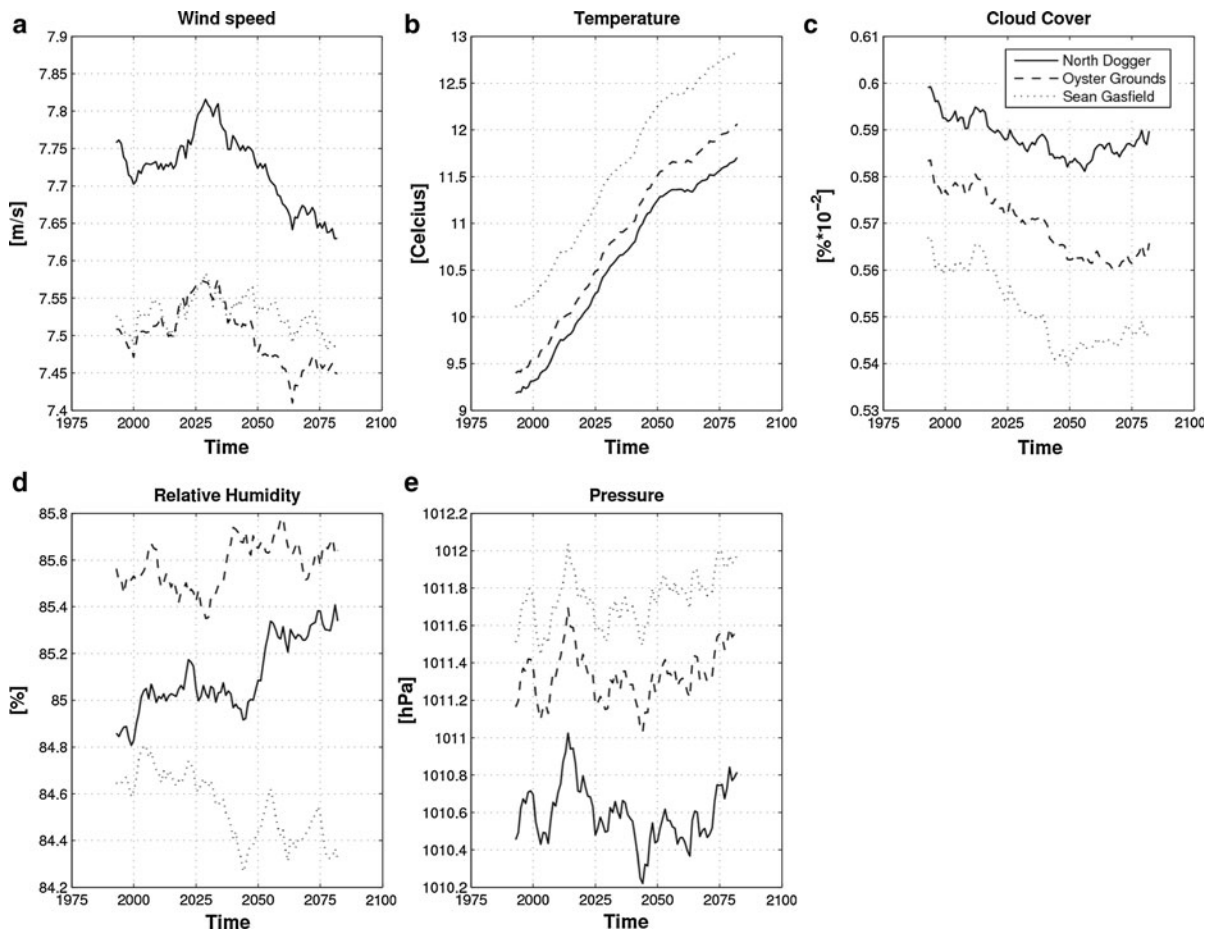 a Wind speed
7.9
7.85
7.8
7.75
7.7
7.65
7.6
7.55
7.5
7.45
7.4
[m/s]
1975 2000 2025 2050 2075 2100
Time
b Temperature
13
12.5
12
11.5
11
10.5
10
9.5
9
[Celcius]
1975 2000 2025 2050 2075 2100
Time
c Cloud Cover
0.61
0.6
0.59
0.58
0.57
0.56
0.55
0.54
0.53
[%*10⁻²]
North Dogger
Oyster Grounds
Sean Gasfield
1975 2000 2025 2050 2075 2100
Time
d Relative Humidity
85.8
85.6
85.4
85.2
85
84.8
84.6
84.4
84.2
[%]
1975 2000 2025 2050 2075 2100
Time
e Pressure
1012.2
1012
1011.8
1011.6
1011.4
1011.2
1011
1010.8
1010.6
1010.4
1010.2
[hPa]
1975 2000 2025 2050 2075 2100
Time